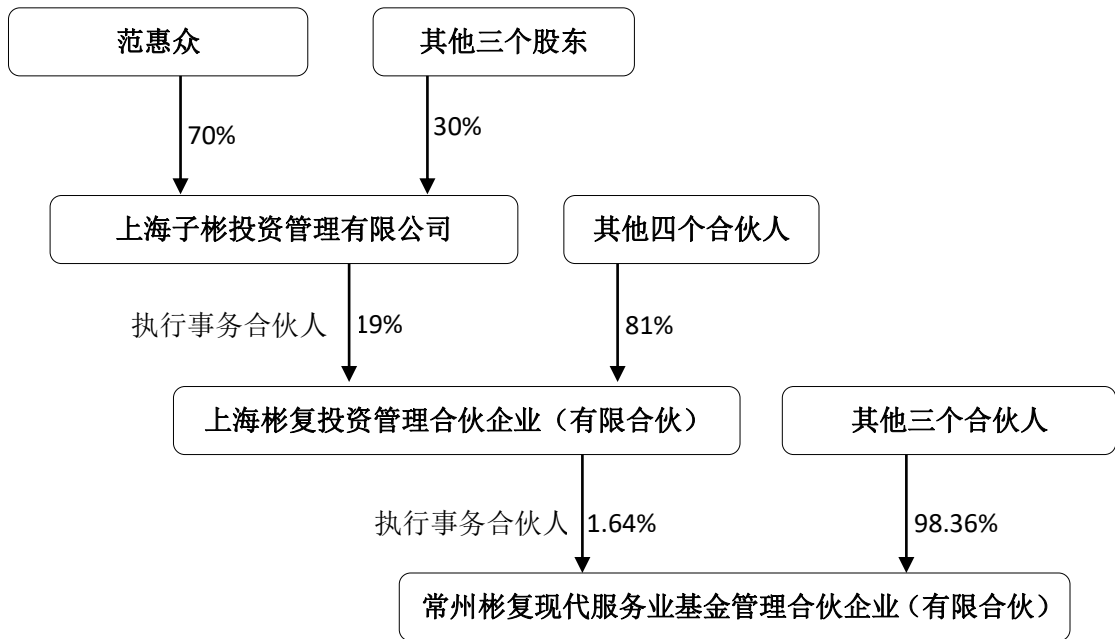 范惠众
其他三个股东
70%
30%
上海子彬投资管理有限公司
其他四个合伙人
执行事务合伙人
19%
81%
上海彬复投资管理合伙企业（有限合伙）
其他三个合伙人
执行事务合伙人
1.64%
98.36%
常州彬复现代服务业基金管理合伙企业（有限合伙）